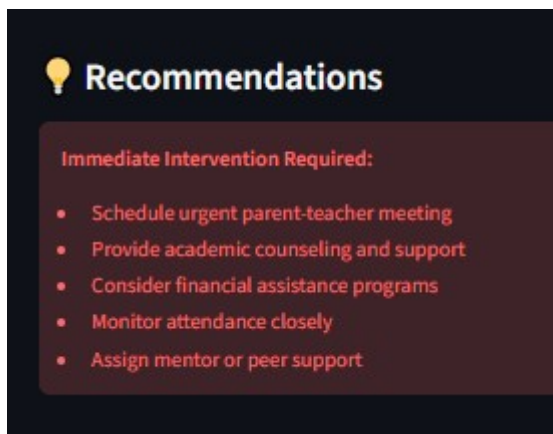 Recommendations
Immediate Intervention Required:
• Schedule urgent parent-teacher meeting
• Provide academic counseling and support
• Consider financial assistance programs
• Monitor attendance closely
• Assign mentor or peer support